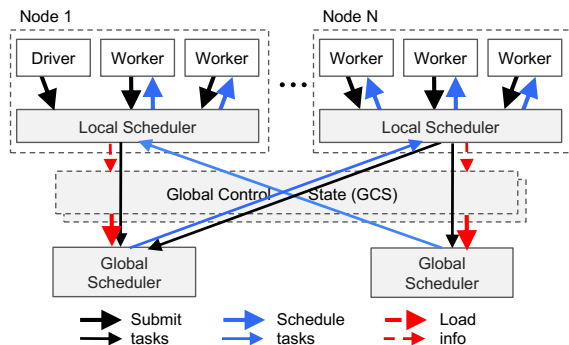 Node 1
Node N
Driver Worker Worker
Worker Worker Worker
...
Local Scheduler
Local Scheduler
Global Control State (GCS)
Global
Scheduler
Global
Scheduler
Submit
tasks
Schedule
tasks
Load
info